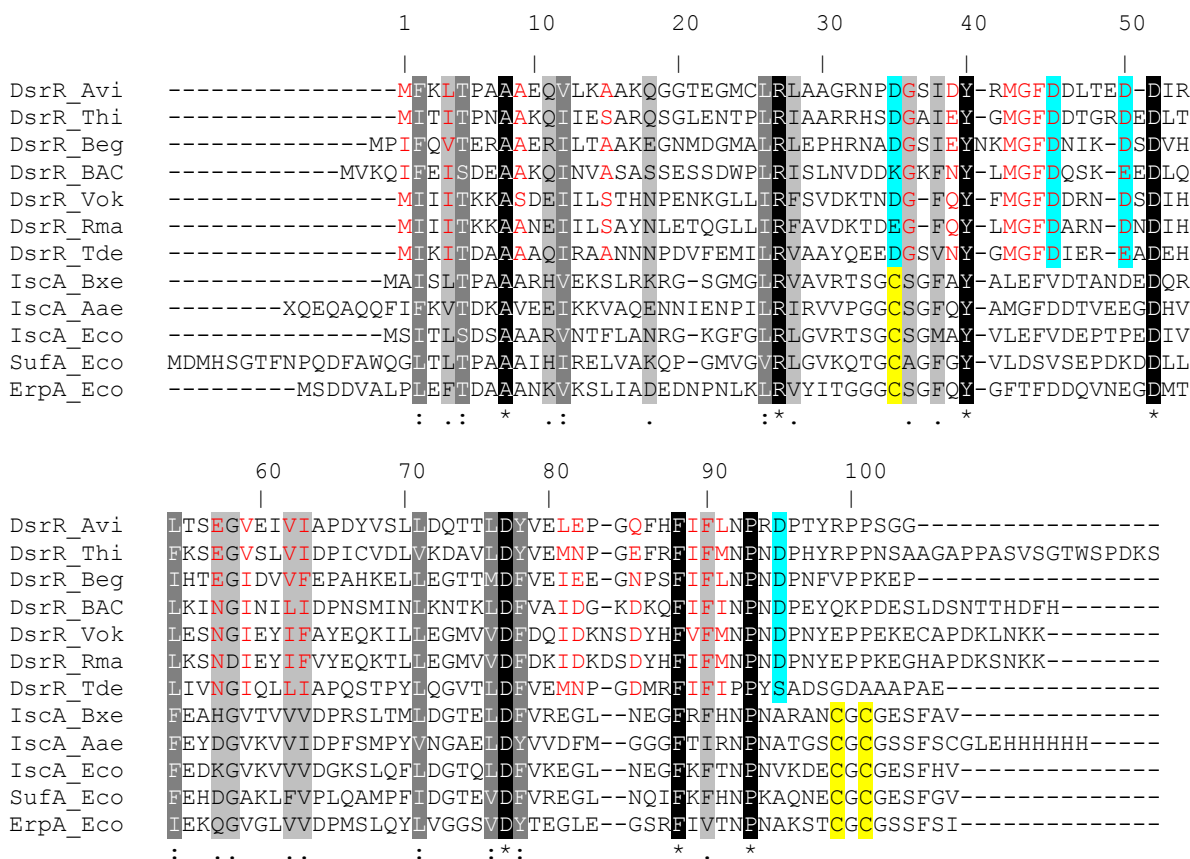 1 10 20 30 40 50
| | | | | |
DsrR_Avi ----------------MFKLTPAAAEQVLKAAKQGGTEGMCLRLAAGRNPDGSIDY-RMGFDDLTED-DIR
DsrR_Thi ----------------MITITPNAAKQIIESARQSGLENTPLRIAARRHSDGAIEY-GMGFDDTGRDEDLT
DsrR_Beg --------------MPIFQVTERAAERILTAAKEGNMDGMALRLEPHRNADGSIEYNKMGFDNIK-DSDVH
DsrR_BAC ------------MVKQIFEISDEAAKQINVSASSESSDWPLRISLNVDDKGKFNY-LMGFDQSK-EEDLQ
DsrR_Vok ----------------MIIITKKASDEIILSTHNPENKGLLIRFSVDKTNDG-FQY-FMGFDDRN-DSDIH
DsrR_Rma ----------------MIIITKKAANEIILSAYNLETQGLLIRFAVDKTDEG-FQY-LMGFDARN-DNDIH
DsrR_Tde ----------------MIKITDAAAAQIRAANNNPDVFEMILRVAAYQEEDGSVNY-GMGFDIER-EADEH
IscA_Bxe ---------------MAISLTPAAARHVEKSLRKRG-SGMGLRVAVRTSGCSGFAY-ALEFVDTANDEDQR
IscA_Aae --------XQEQAQQFIFKVTDKAVEEIKKVAQENNIENPILRIRVVPGGCSGFQY-AMGFDDTVEEGDHV
IscA_Eco ---------------MSITLSDSAAARVNTFLANRG-KGFGLRLGVRTSGCSGMAY-VLEFVDEPTPEDIV
SufA_Eco MDMHSGTFNPQDFAWQGLTLTPAAAIHIRELVAKQP-GMVGVRLGVKQTGCAGFGY-VLDSVSEPDKDDLL
ErpA_Eco ---------MSDDVALPLEFTDAAANKVKSLIADEDNPNLKLRVYITGGGCSGFQY-GFTFDDQVNEGDMT
: .: * .: . :*. . . * *
60 70 80 90 100
| | | | |
DsrR_Avi LTSEGVEIVIAPDYVSLLDQTTLDYVELEP-GQFHFIFLNPRDPTYRPPSGG-----------------
DsrR_Thi FKSEGVSLVIDPICVDLVKDAVLDYVEMNP-GEFRFIFMNPNDPHYRPPNSAAGAPPASVSGTWSPDKS
DsrR_Beg IHTEGIDVVFEPAHKELLEGTTMDFVEIEE-GNPSFIFLNPNDPNFVPPKEP-----------------
DsrR_BAC LKINGINILIDPNSMINLKNTKLDFVAIDG-KDKQFIFINPNDPEYQKPDESLDSNTTHDFH-------
DsrR_Vok LESNGIEYIFAYEQKILLEGMVVDFDQIDKNSDYHFVFMNPNDPNYEPPEKECAPDKLNKK--------
DsrR_Rma LKSNDIEYIFVYEQKTLLEGMVVDFDKIDKDSDYHFIFMNPNDPNYEPPKEGHAPDKSNKK--------
DsrR_Tde LIVNGIQLLIAPQSTPYLQGVTLDFVEMNP-GDMRFIFIPPYSADSGDAAAPAE---------------
IscA_Bxe FEAHGVTVVVDPRSLTMLDGTELDFVREGL--NEGFRFHNPNARANCGCGESFAV--------------
IscA_Aae FEYDGVKVVIDPFSMPYVNGAELDYVVDFM--GGGFTIRNPNATGSCGCGSSFSCGLEHHHHHH-----
IscA_Eco FEDKGVKVVVDGKSLQFLDGTQLDFVKEGL--NEGFKFTNPNVKDECGCGESFHV--------------
SufA_Eco FEHDGAKLFVPLQAMPFIDGTEVDFVREGL--NQIFKFHNPKAQNECGCGESFGV--------------
ErpA_Eco IEKQGVGLVVDPMSLQYLVGGSVDYTEGLE--GSRFIVTNPNAKSTCGCGSSFSI--------------
: .. .. : :*: * . *